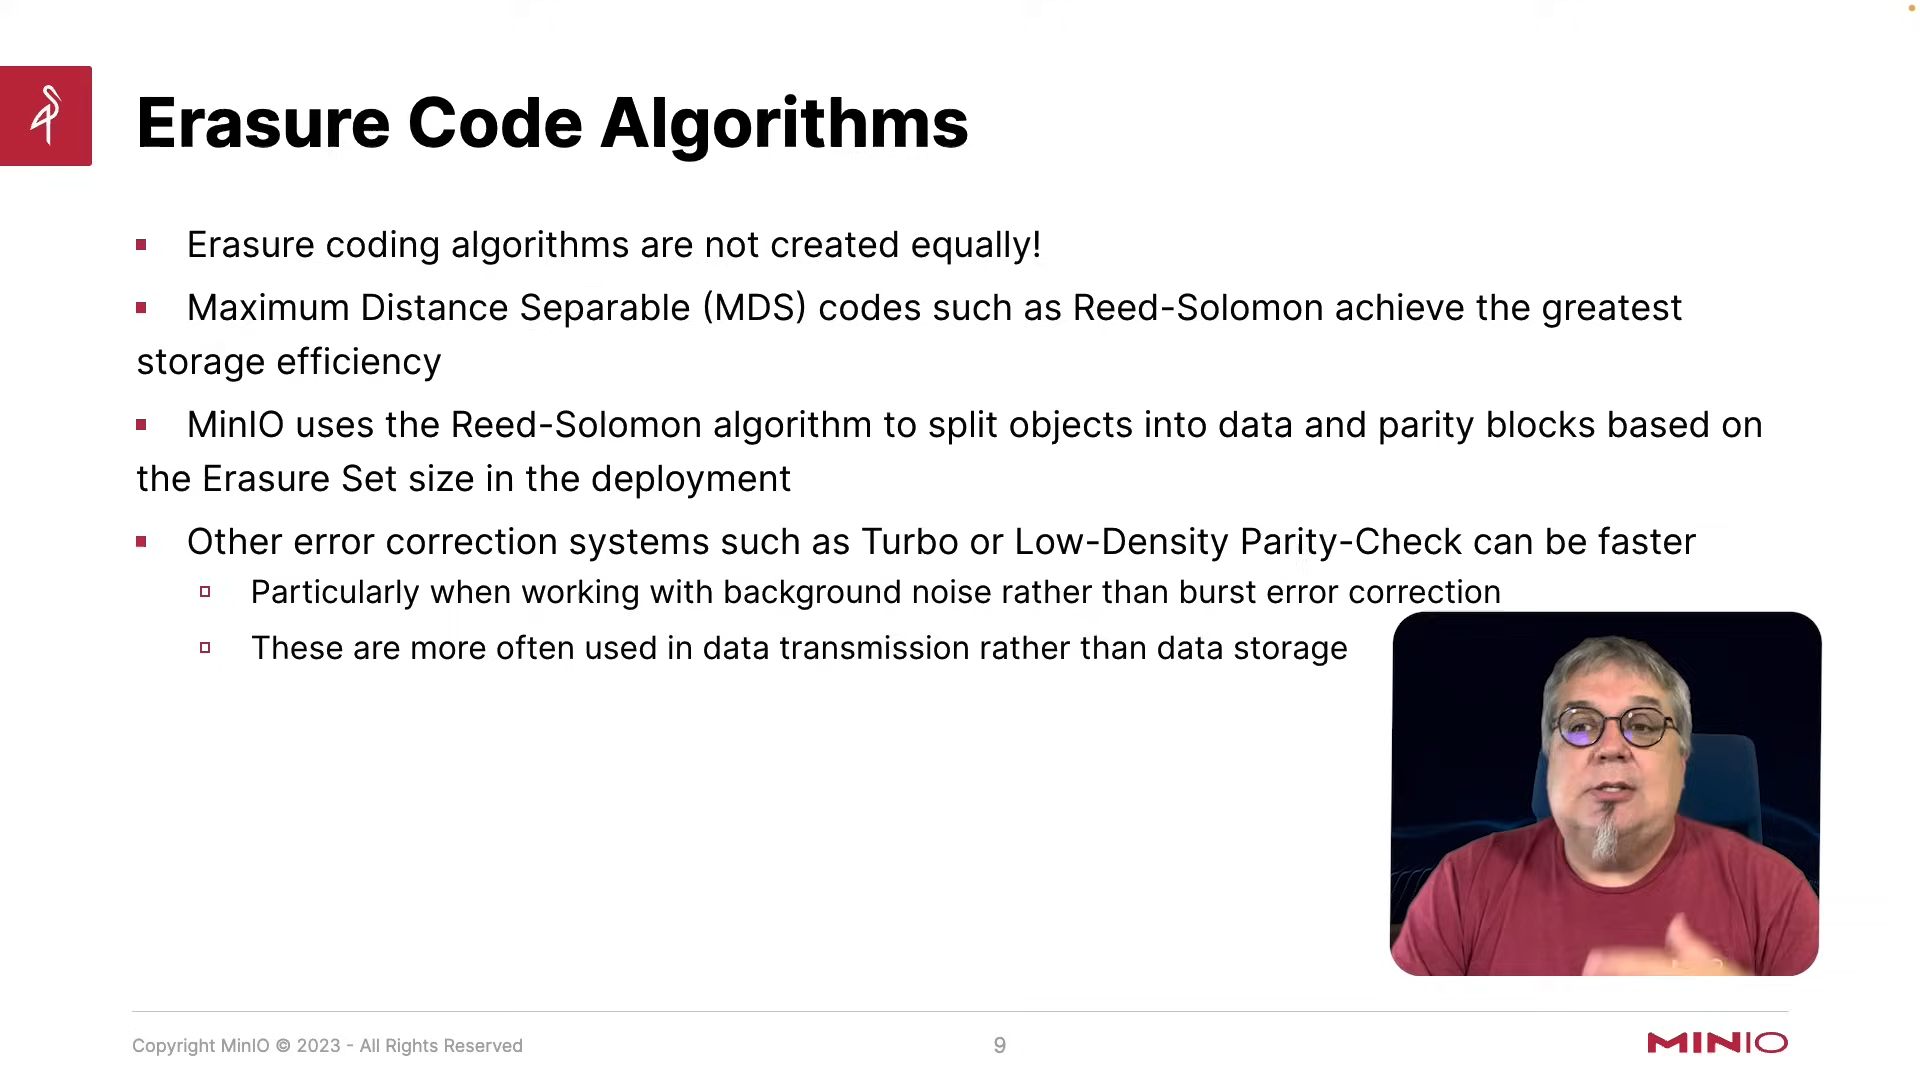 Erasure Code Algorithms
Erasure coding algorithms are not created equally!
Maximum Distance Separable (MDS) codes such as Reed-Solomon achieve the greatest
storage efficiency
MinIO uses the Reed-Solomon algorithm to split objects into data and parity blocks based on
the Erasure Set size in the deployment
Other error correction systems such as Turbo or Low-Density Parity-Check can be faster
Particularly when working with background noise rather than burst error correction
These are more often used in data transmission rather than data storage
Copyright MinIO © 2023 - All Rights Reserved
9
MINIO